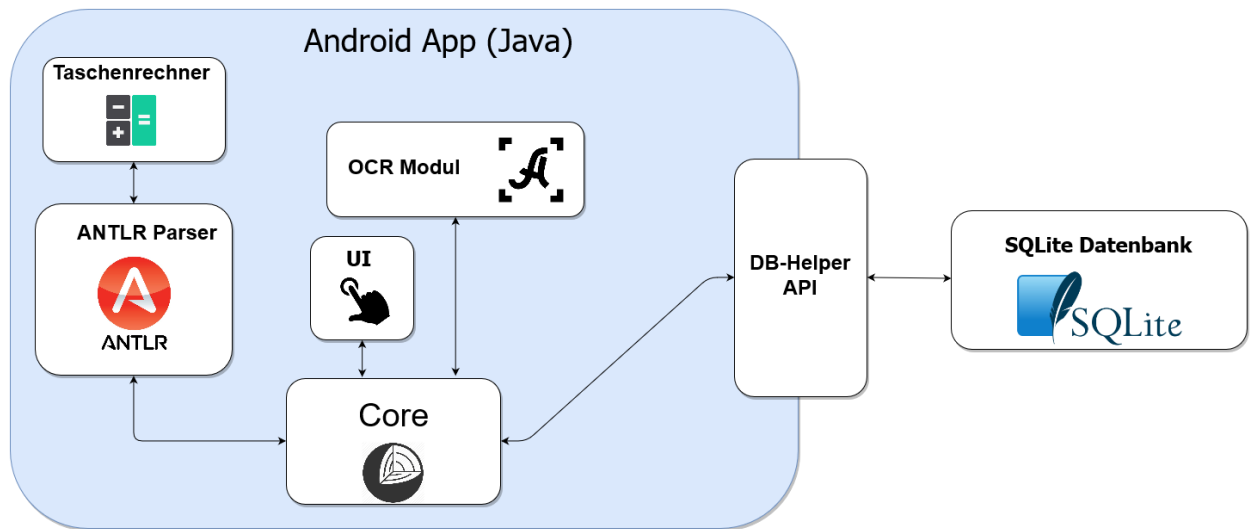 Android App (Java)
Taschenrechner
OCR Modul
ANTLR Parser
ANTLR
UI
Core
DB-Helper
API
SQLite Datenbank
SQLite